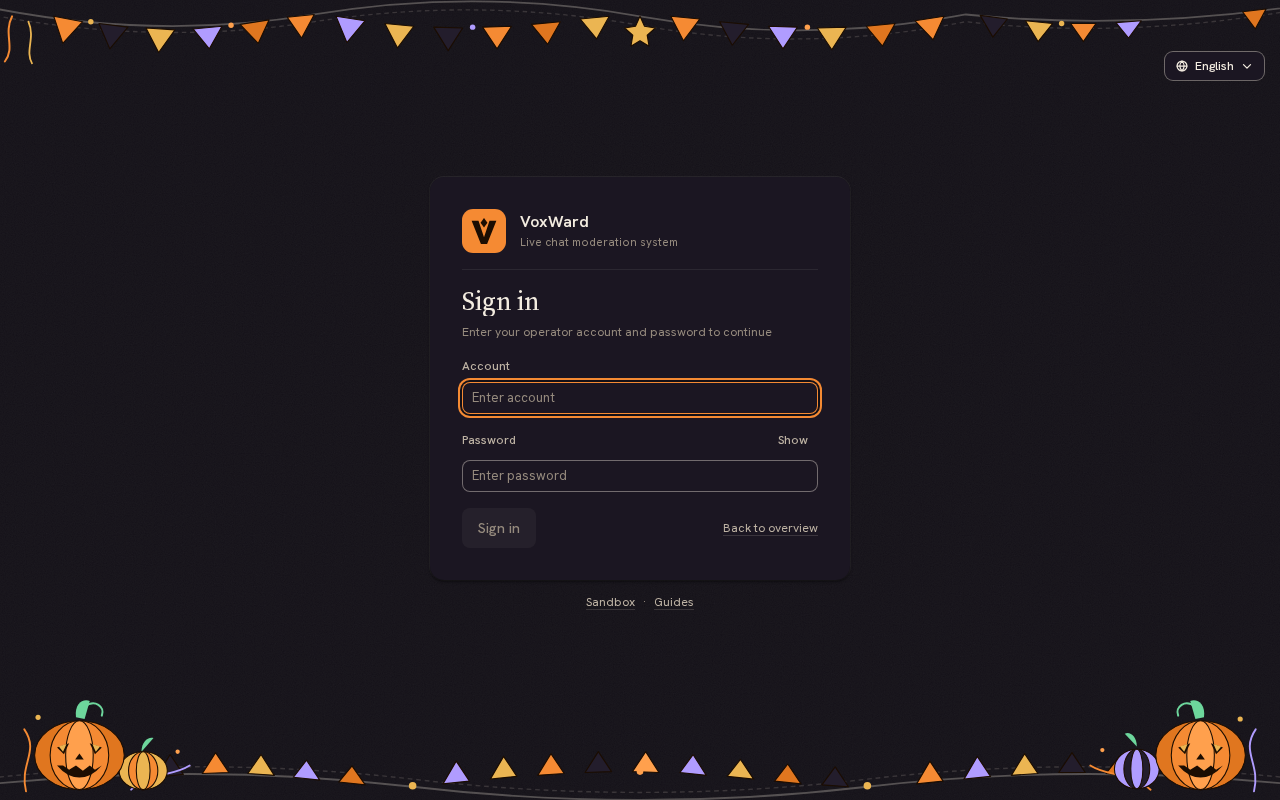 English
VoxWard
Live chat moderation system
Sign in
Enter your operator account and password to continue
Account
Enter account
Password
Show
Enter password
Sign in
Back to overview
Sandbox · Guides